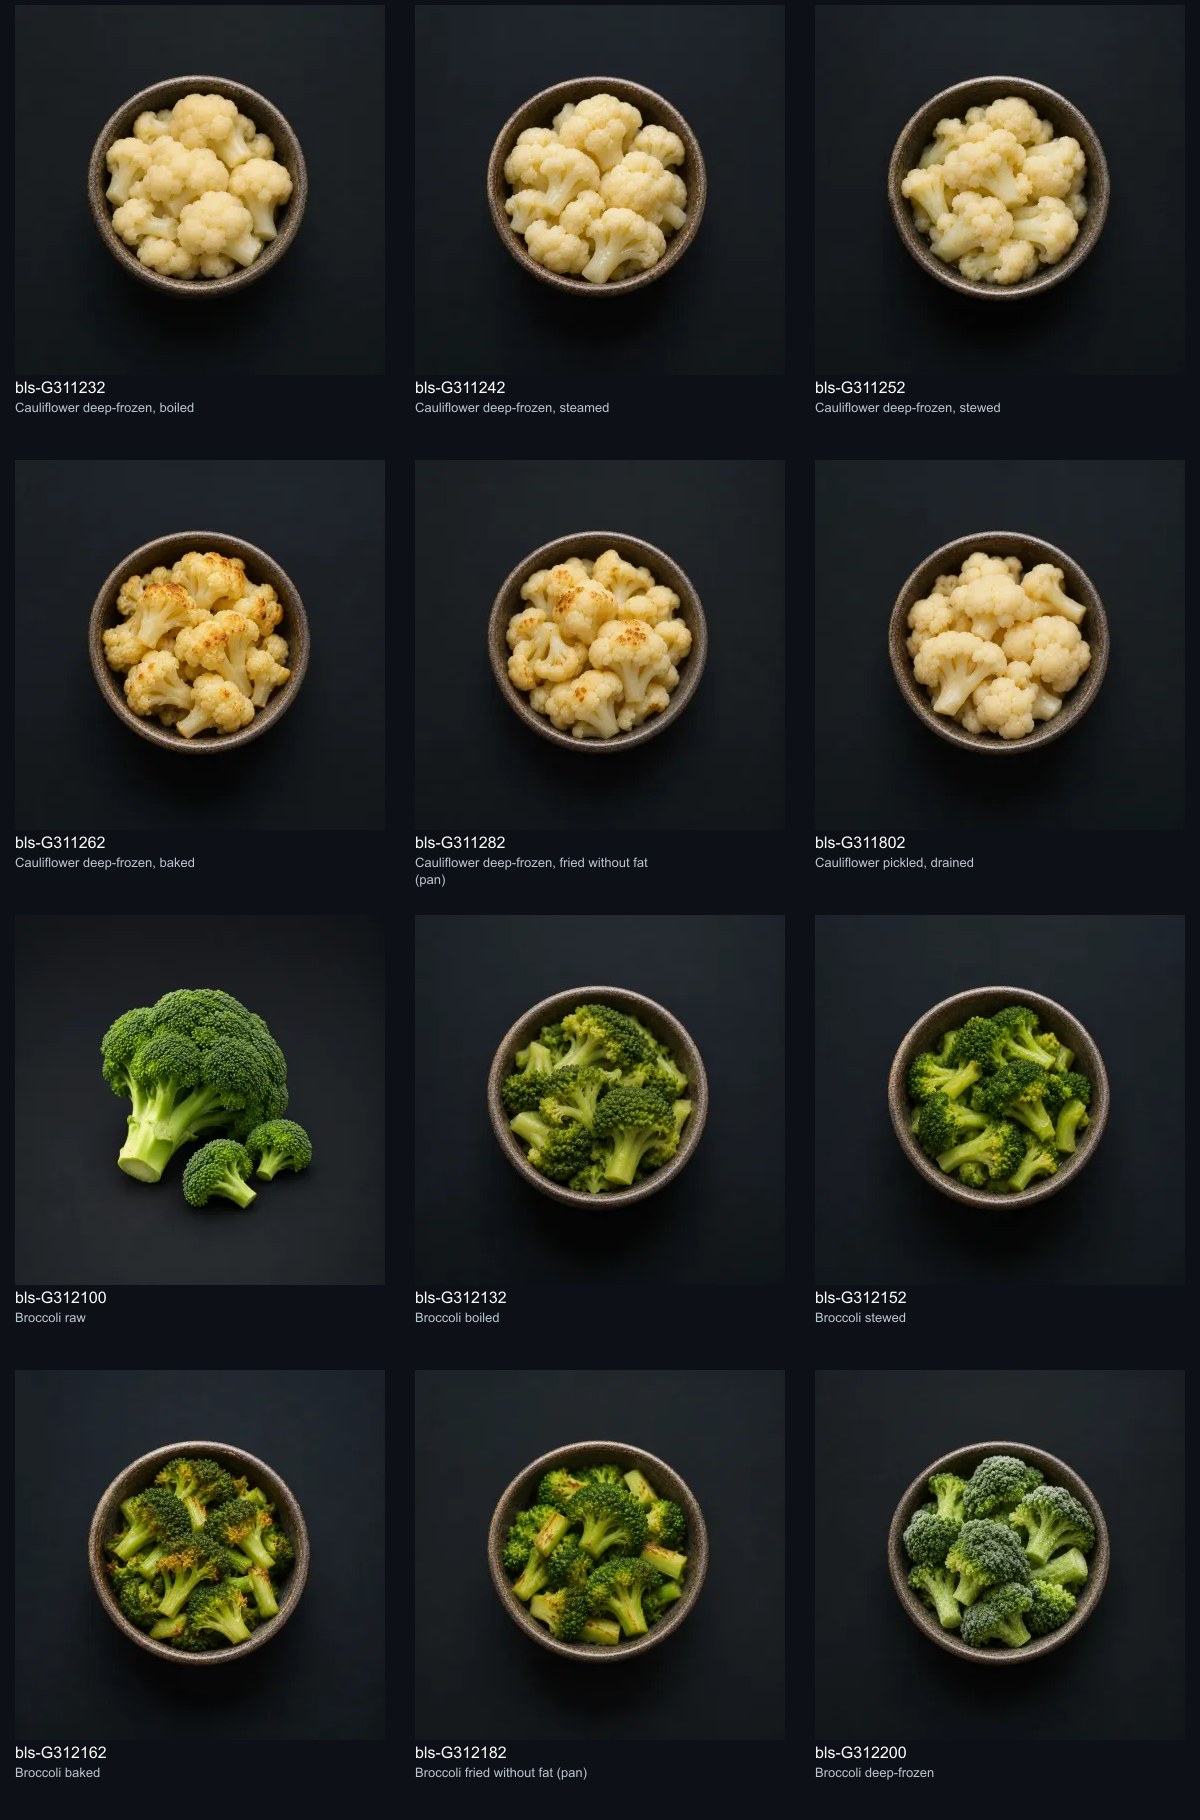 bls-G311232
Cauliflower deep-frozen, boiled
bls-G311242
Cauliflower deep-frozen, steamed
bls-G311252
Cauliflower deep-frozen, stewed
bls-G311262
Cauliflower deep-frozen, baked
bls-G311282
Cauliflower deep-frozen, fried without fat
(pan)
bls-G311802
Cauliflower pickled, drained
bls-G312100
Broccoli raw
bls-G312132
Broccoli boiled
bls-G312152
Broccoli stewed
bls-G312162
Broccoli baked
bls-G312182
Broccoli fried without fat (pan)
bls-G312200
Broccoli deep-frozen